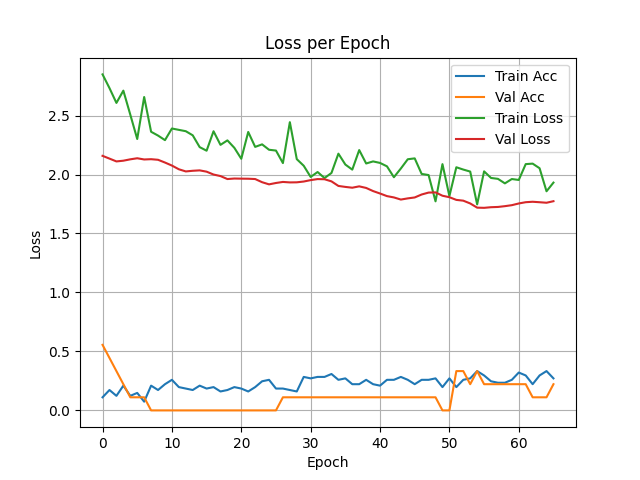 Loss per Epoch
Train Acc
Val Acc
Train Loss
Val Loss
Loss
2.5
2.0
1.5
1.0
0.5
0.0
0 10 20 30 40 50 60
Epoch